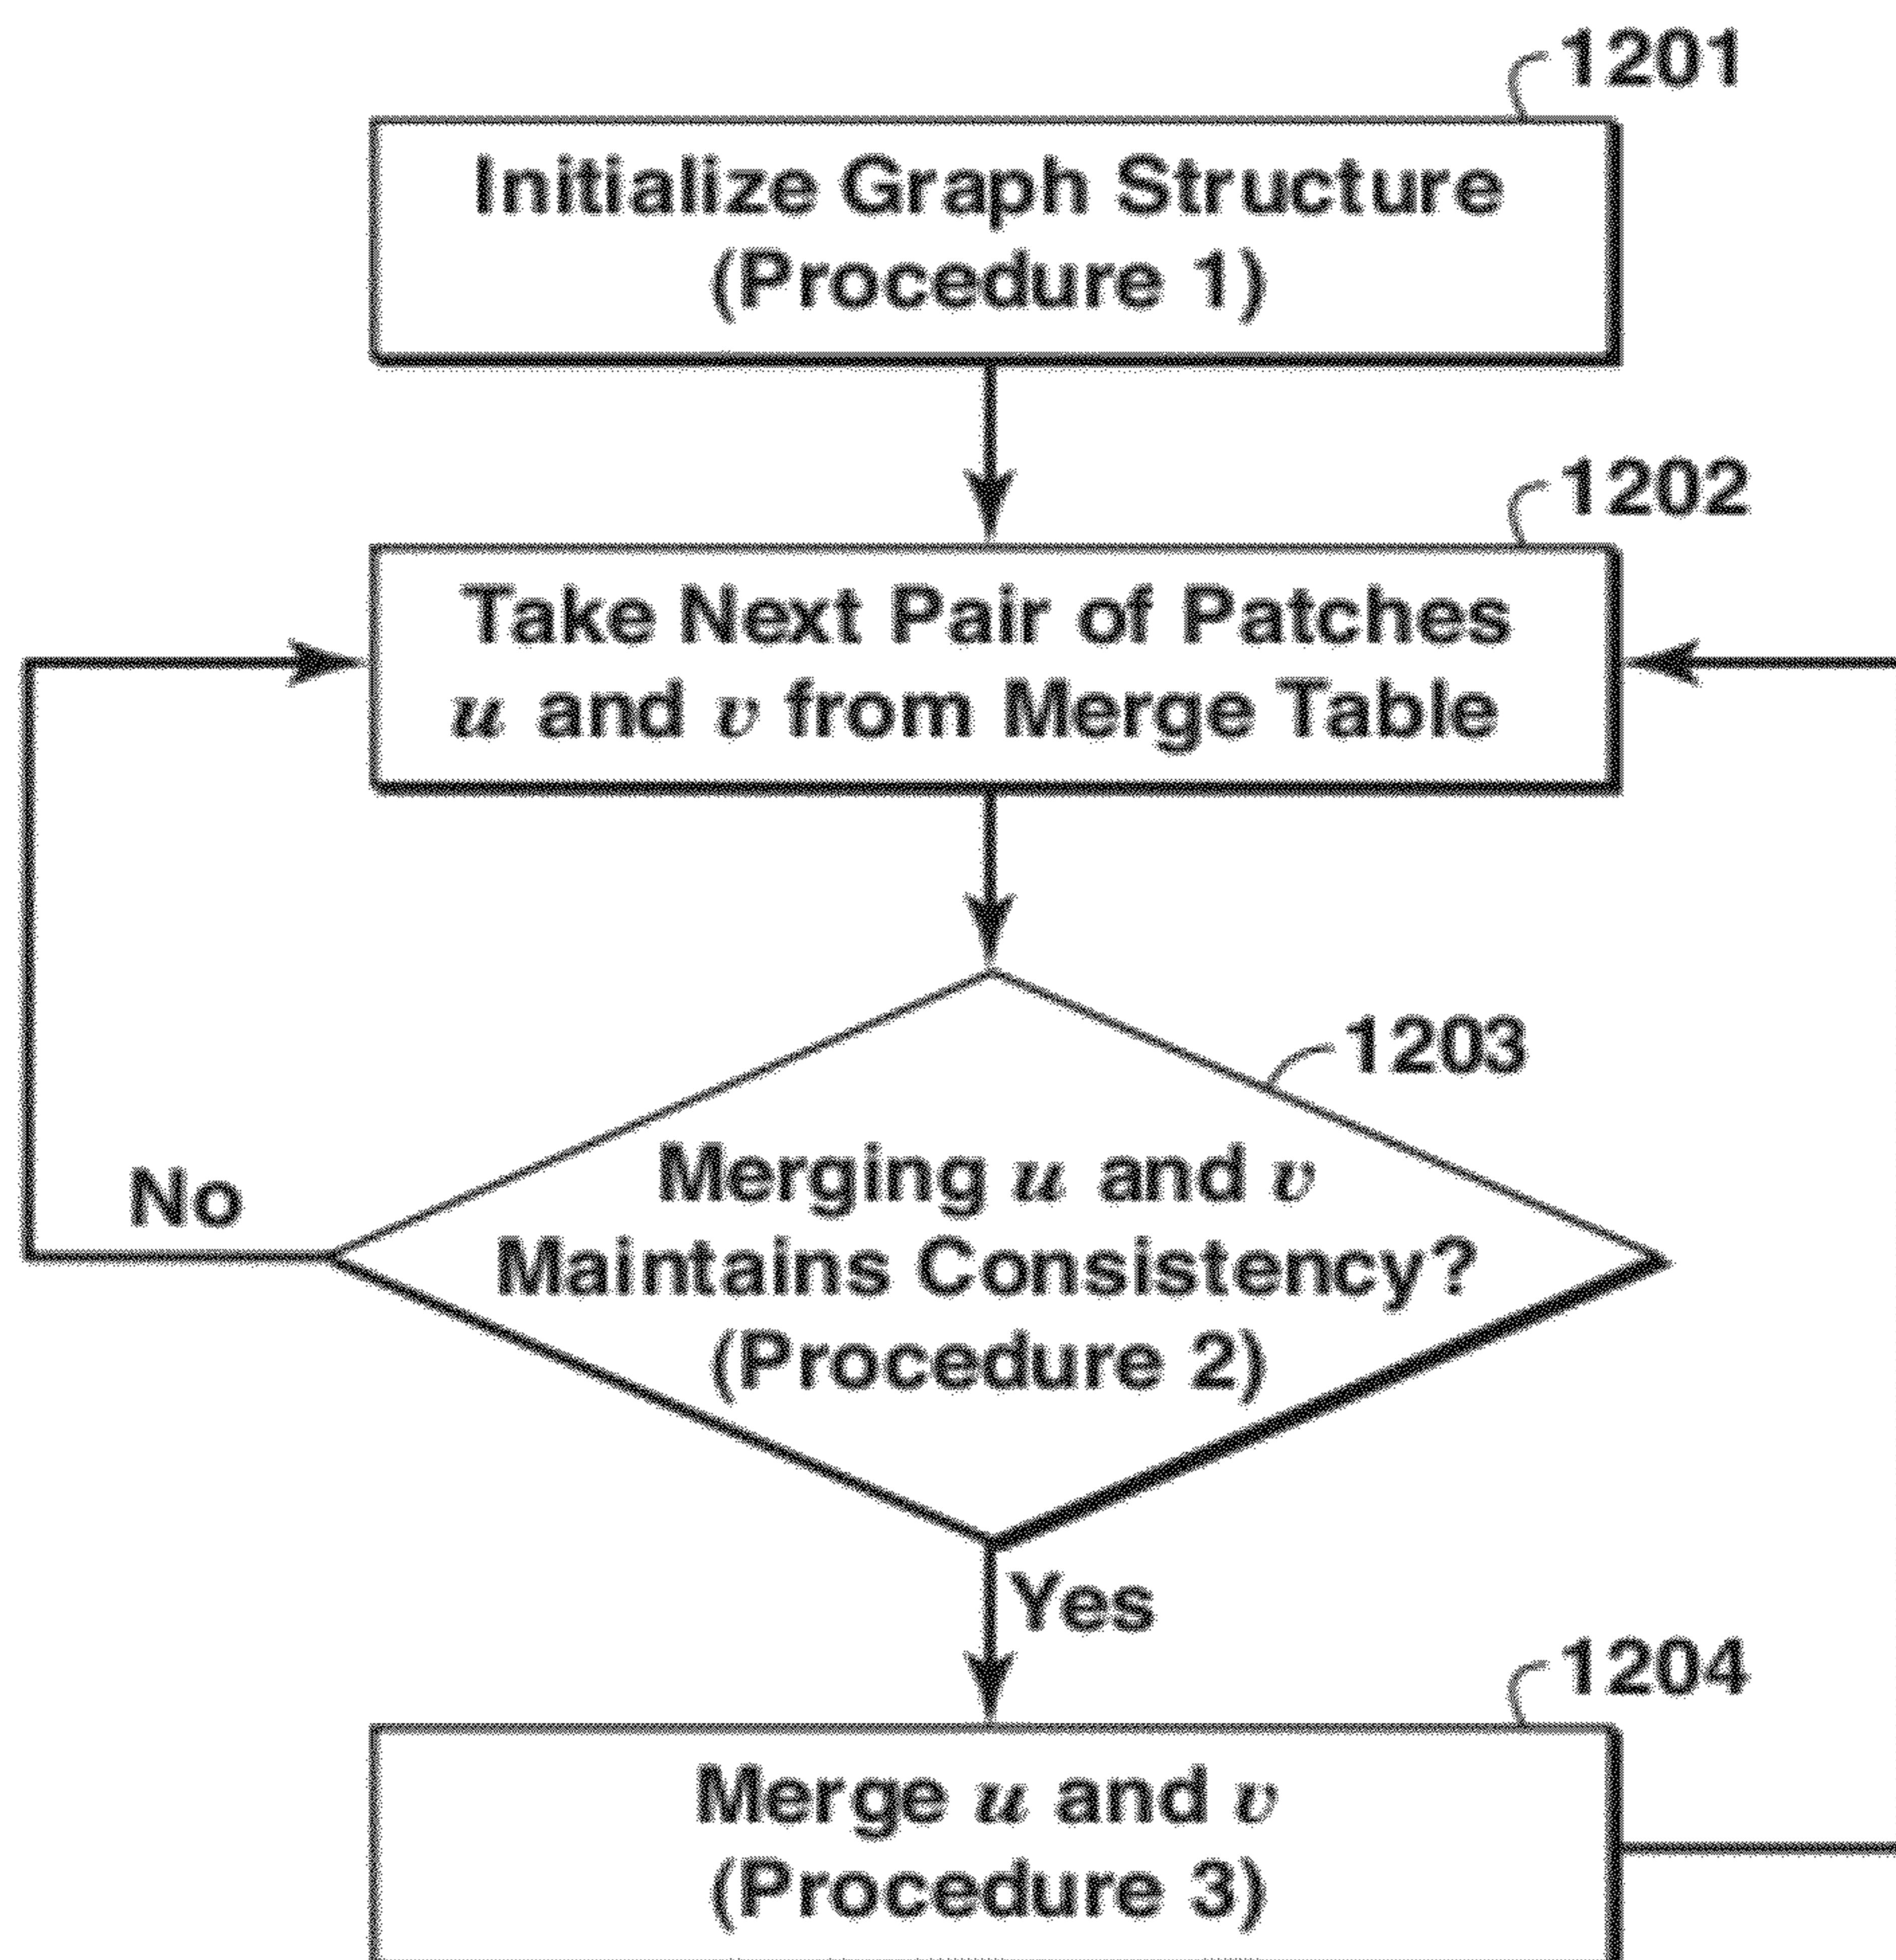 1201
Initialize Graph Structure
(Procedure 1)
1202
Take Next Pair of Patches
u and v from Merge Table
1203
Merging u and v
Maintains Consistency?
(Procedure 2)
No
Yes
1204
Merge u and v
(Procedure 3)